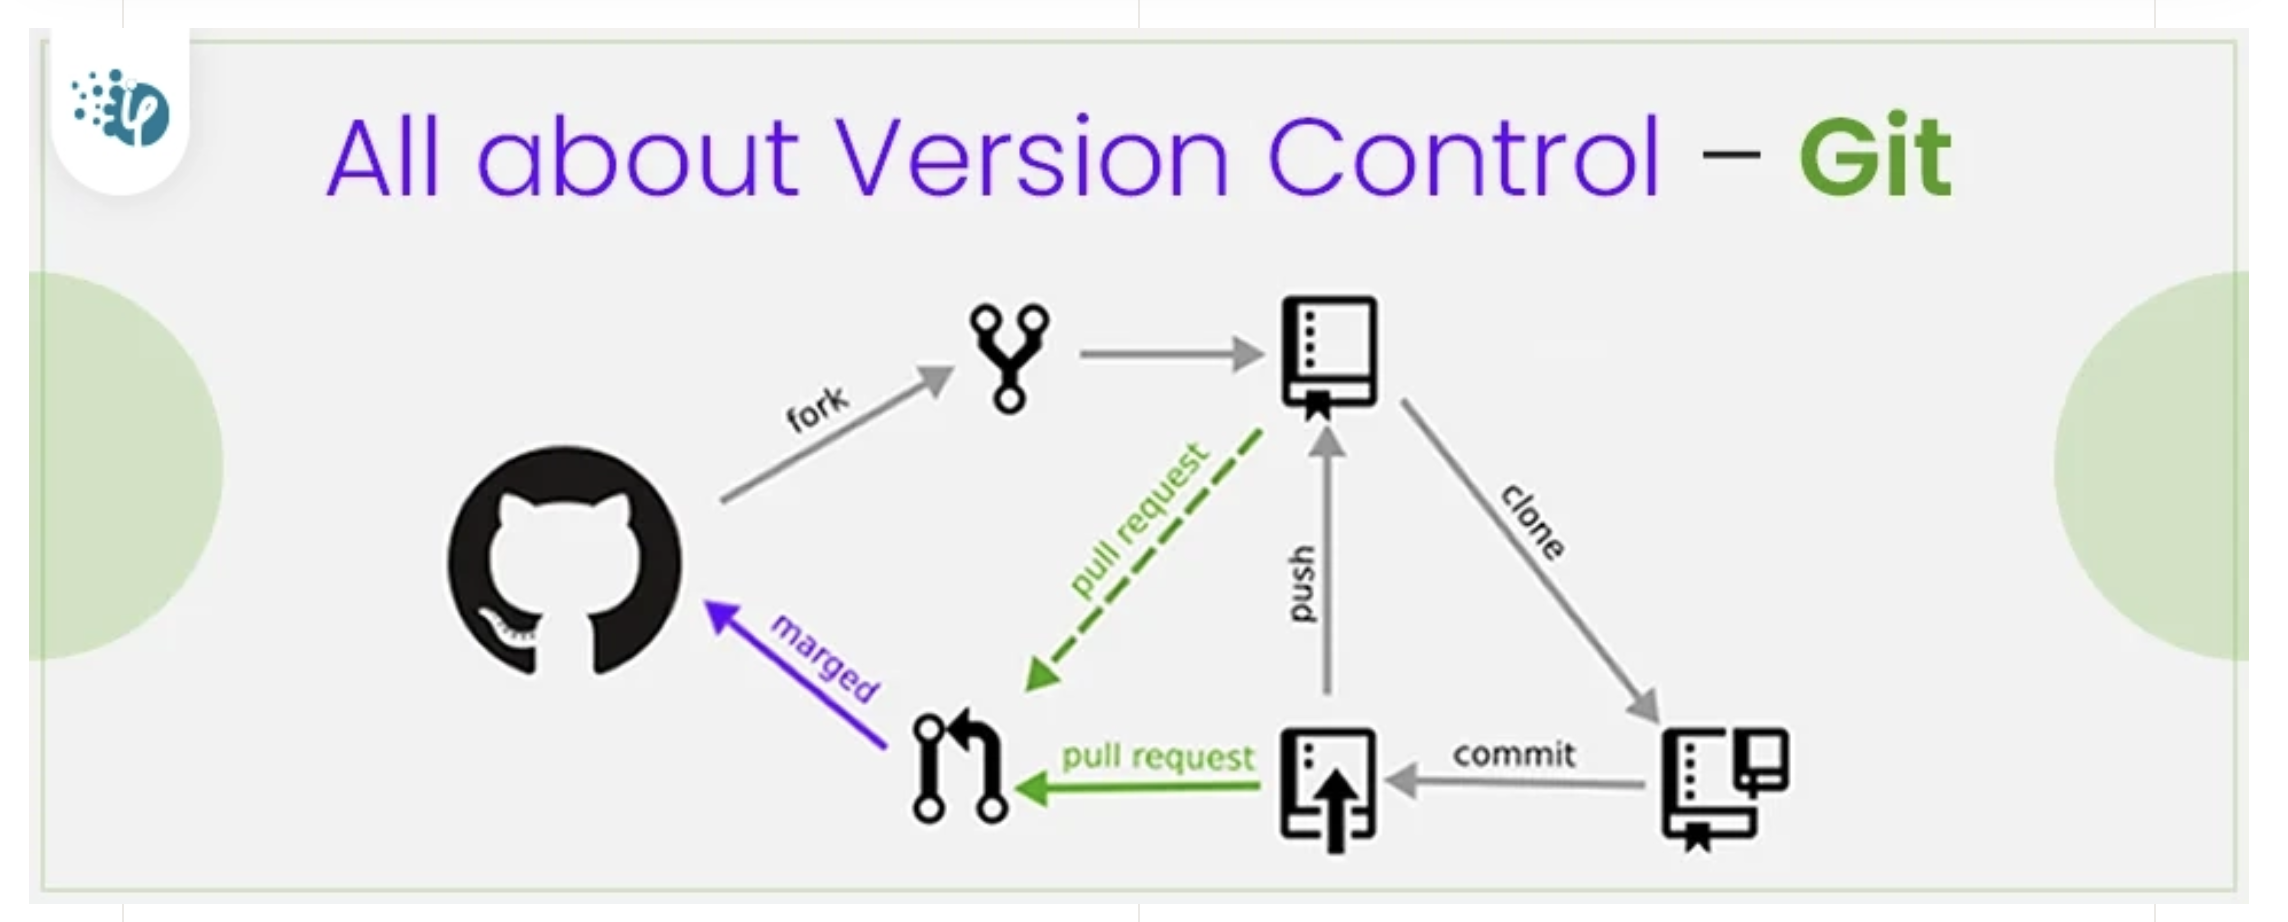 All about Version Control – Git
fork
pull request
push
clone
marged
pull request
commit